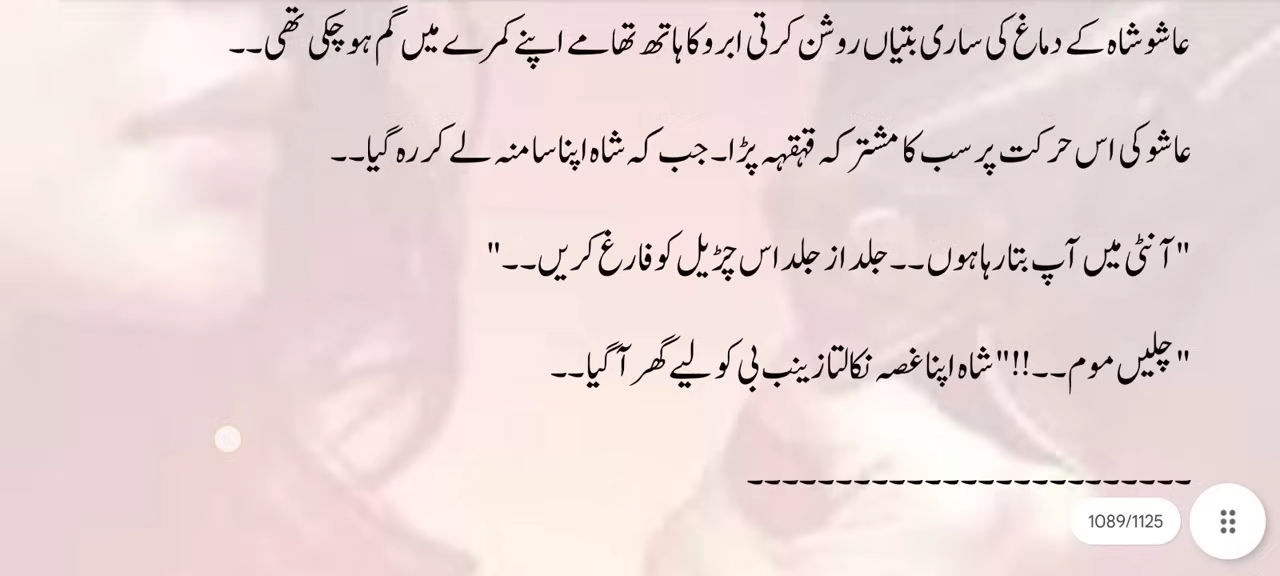 عاشو شاہ کے دماغ کی ساری بتیاں روشن کرتی ابرو کا ہاتھ تھامے اپنے کمرے میں گم ہو چکی تھی۔۔
عاشو کی اس حرکت پر سب کا مشترکہ قہقہہ پڑا۔ جب کہ شاہ اپنا سا منہ لے کر رہ گیا۔۔
"آنٹی میں آپ بتا رہا ہوں۔۔ جلد از جلد اس چڑیل کو فارغ کریں۔۔"
"چلیں موم۔۔!!" شاہ اپنا غصہ نکالتا زینب بی کو لیے گھر آ گیا۔۔
۔۔۔۔۔۔۔۔۔۔۔۔۔۔۔۔۔۔۔۔۔۔۔۔۔۔
1089/1125